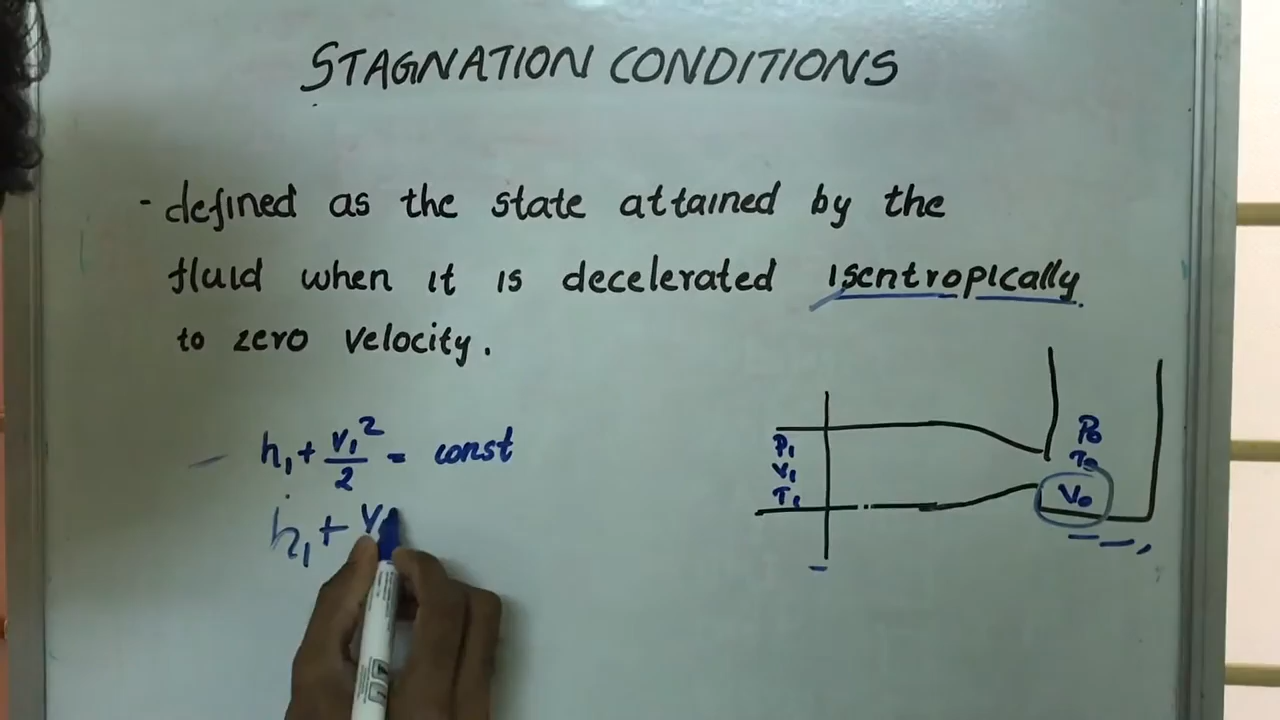 STAGNATION CONDITIONS
- defined as the state attained by the
fluid when it is decelerated isentropically
to zero velocity.
- h₁ + v₁²/2 = const
h₁ + v
P₁
V₁
T₁
P₀
T₀
V₀